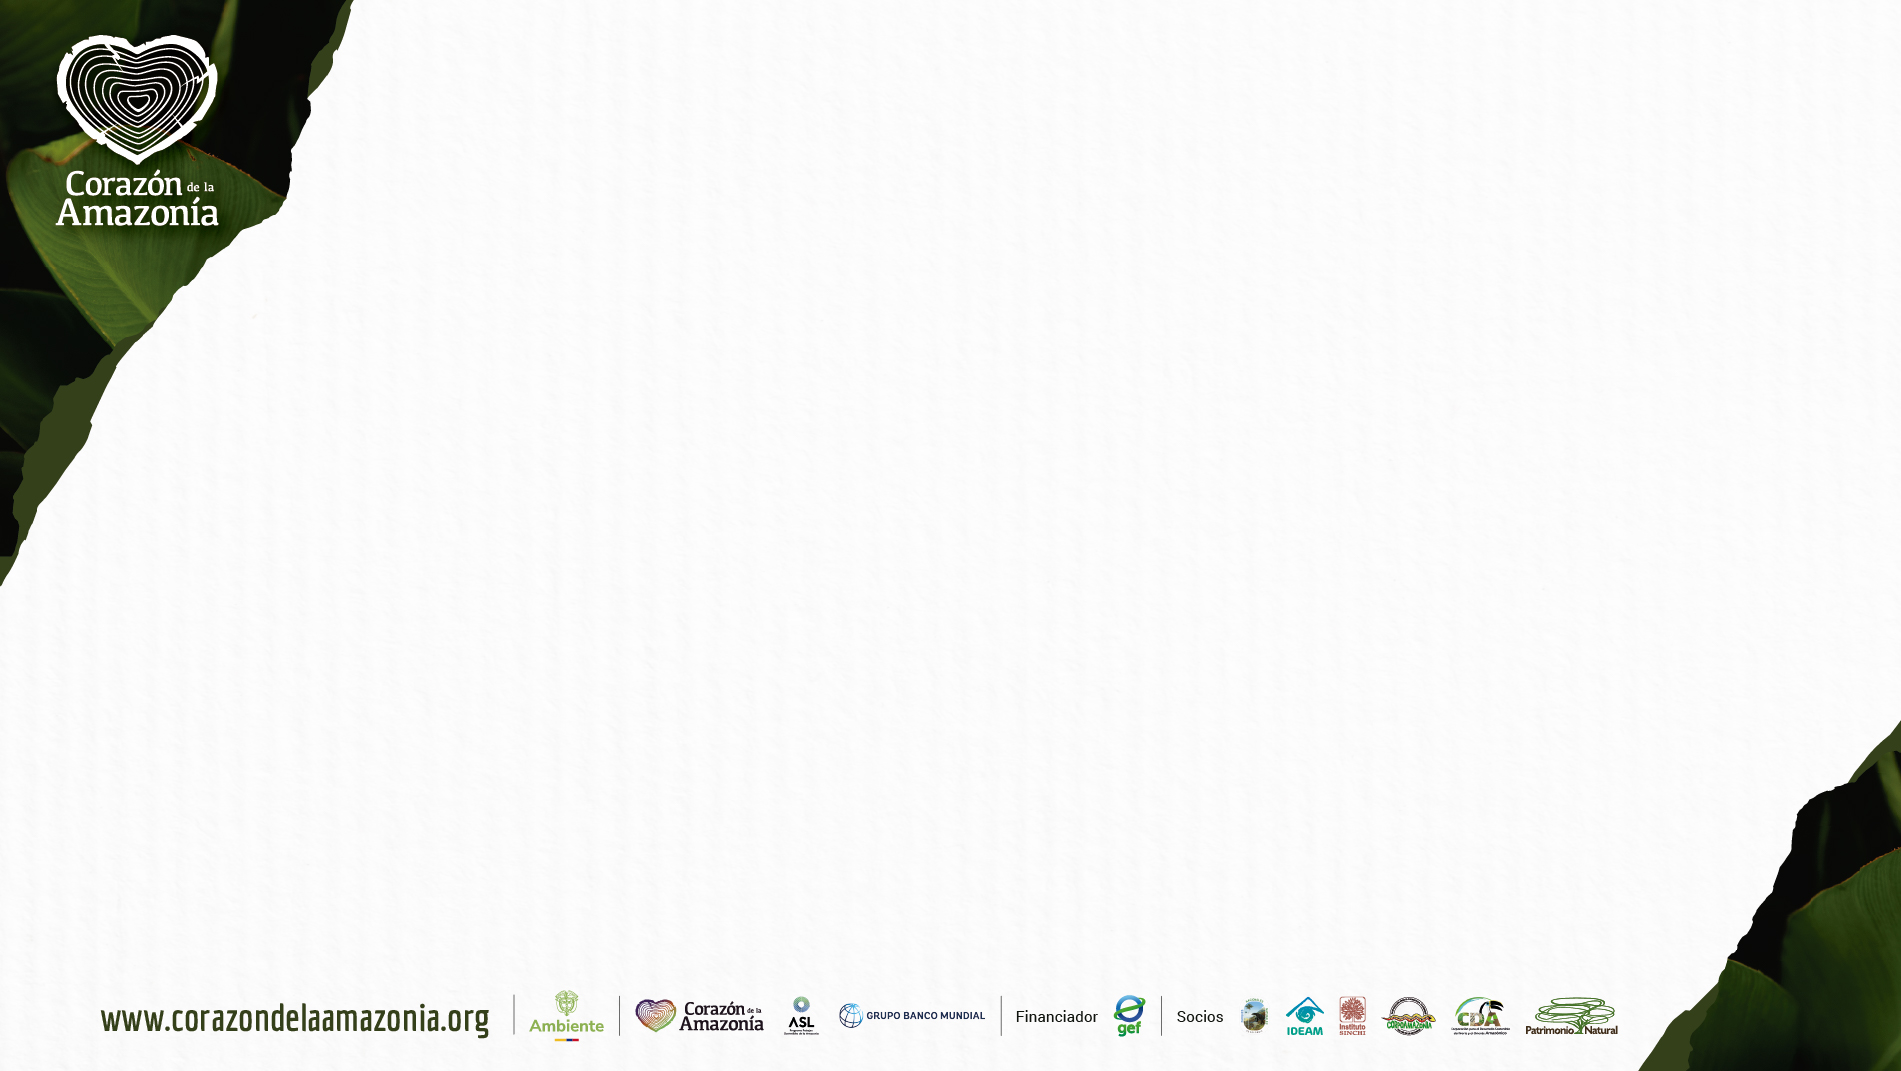 Corazón de la
Amazonía
www.corazondelaamazonia.org
Ambiente
Corazón de la
Amazonía
ASL
GRUPO BANCO MUNDIAL
Financiador
gef
Socios
IDEAM
Instituto
SINCHI
CORPOAMAZONIA
CDA
Patrimonio Natural